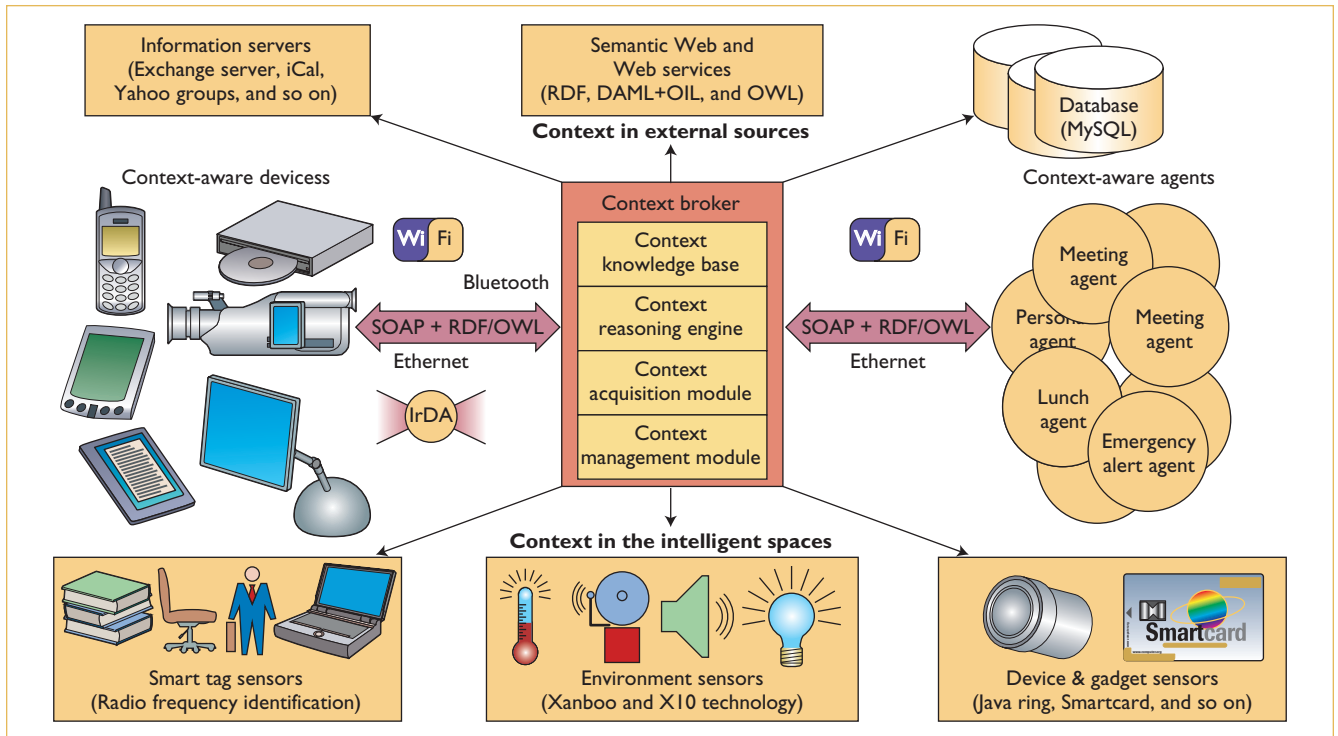 Information servers
(Exchange server, iCal,
Yahoo groups, and so on)
Semantic Web and
Web services
(RDF, DAML+OIL, and OWL)
Database
(MySQL)
Context in external sources
Context-aware devicess
Context-aware agents
Wi Fi
Bluetooth
SOAP + RDF/OWL
Ethernet
IrDA
Context broker
Context
knowledge base
Context
reasoning engine
Context
acquisition module
Context
management module
Wi Fi
SOAP + RDF/OWL
Ethernet
Meeting
agent
Persona
agent
Meeting
agent
Lunch
agent
Emergency
alert agent
Context in the intelligent spaces
Smart tag sensors
(Radio frequency identification)
Environment sensors
(Xanboo and X10 technology)
Smartcard
Device & gadget sensors
(Java ring, Smartcard, and so on)